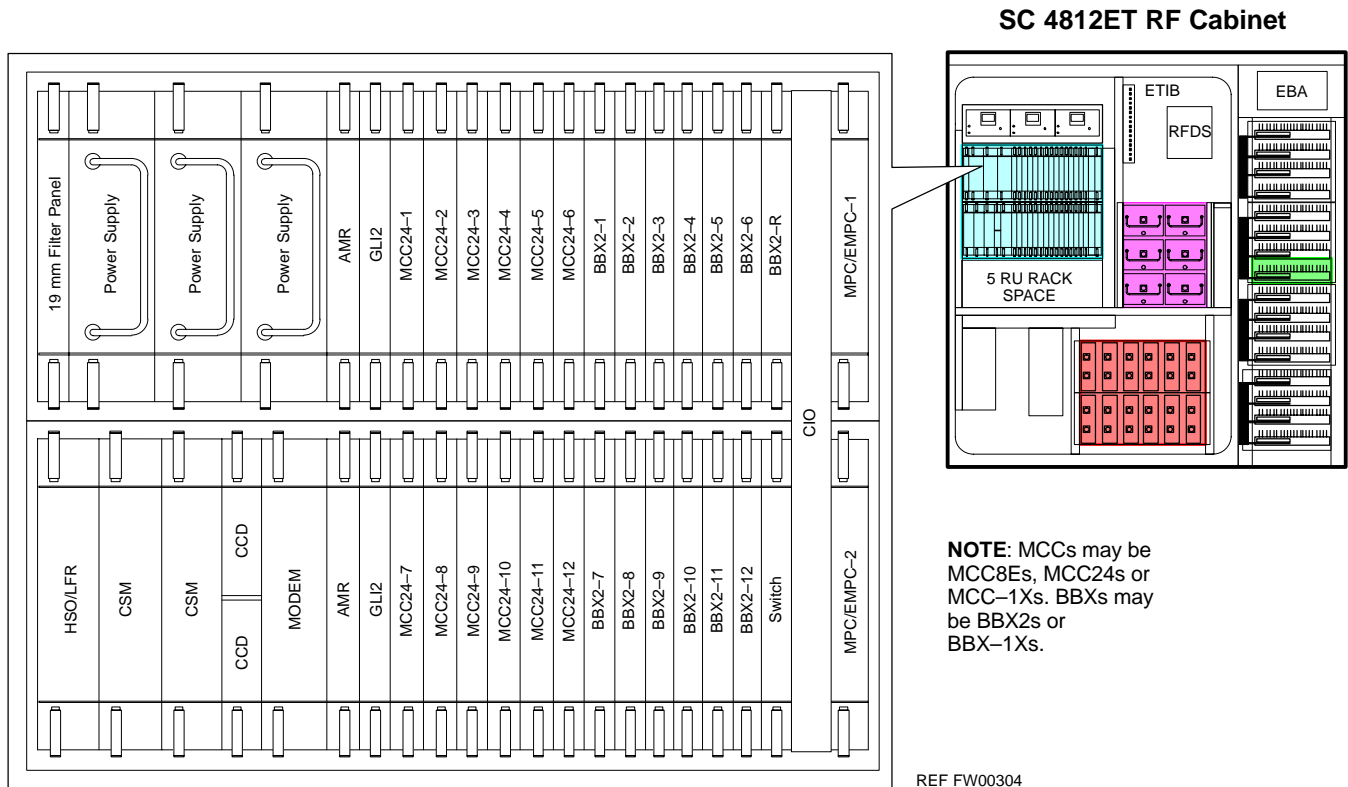 SC 4812ET RF Cabinet
19 mm Filter Panel
Power Supply
Power Supply
Power Supply
AMR
GLI2
MCC24–1
MCC24–2
MCC24–3
MCC24–4
MCC24–5
MCC24–6
BBX2–1
BBX2–2
BBX2–3
BBX2–4
BBX2–5
BBX2–6
BBX2–R
CIO
MPC/EMPC–1
HSO/LFR
CSM
CSM
CCD
CCD
MODEM
AMR
GLI2
MCC24–7
MCC24–8
MCC24–9
MCC24–10
MCC24–11
MCC24–12
BBX2–7
BBX2–8
BBX2–9
BBX2–10
BBX2–11
BBX2–12
Switch
MPC/EMPC–2
ETIB
RFDS
EBA
5 RU RACK
SPACE
NOTE: MCCs may be
MCC8Es, MCC24s or
MCC–1Xs. BBXs may
be BBX2s or
BBX–1Xs.
REF FW00304